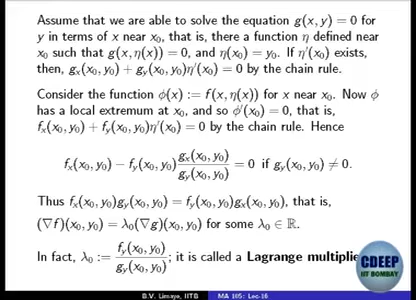 Assume that we are able to solve the equation g(x, y) = 0 for
y in terms of x near x₀, that is, that there a function η defined near
x₀ such that g(x, η(x)) = 0, and η(x₀) = y₀. If η′(x₀) exists,
then, gₓ(x₀, y₀) + g_y(x₀, y₀)η′(x₀) = 0 by the chain rule.
Consider the function ϕ(x) := f(x, η(x)) for x near x₀. Now ϕ
has a local extremum at x₀, and so ϕ′(x₀) = 0, that is,
fₓ(x₀, y₀) + f_y(x₀, y₀)η′(x₀) = 0 by the chain rule. Hence
fₓ(x₀, y₀) − f_y(x₀, y₀) gₓ(x₀, y₀)/g_y(x₀, y₀) = 0 if g_y(x₀, y₀) ≠ 0.
Thus fₓ(x₀, y₀)g_y(x₀, y₀) = f_y(x₀, y₀)gₓ(x₀, y₀), that is,
(∇f)(x₀, y₀) = λ₀(∇g)(x₀, y₀) for some λ₀ ∈ ℝ.
In fact, λ₀ := f_y(x₀, y₀)/g_y(x₀, y₀); it is called a Lagrange multiplie
CDEEP
IIT BOMBAY
B.V. Limaye, IITB MA 105: Lec-16